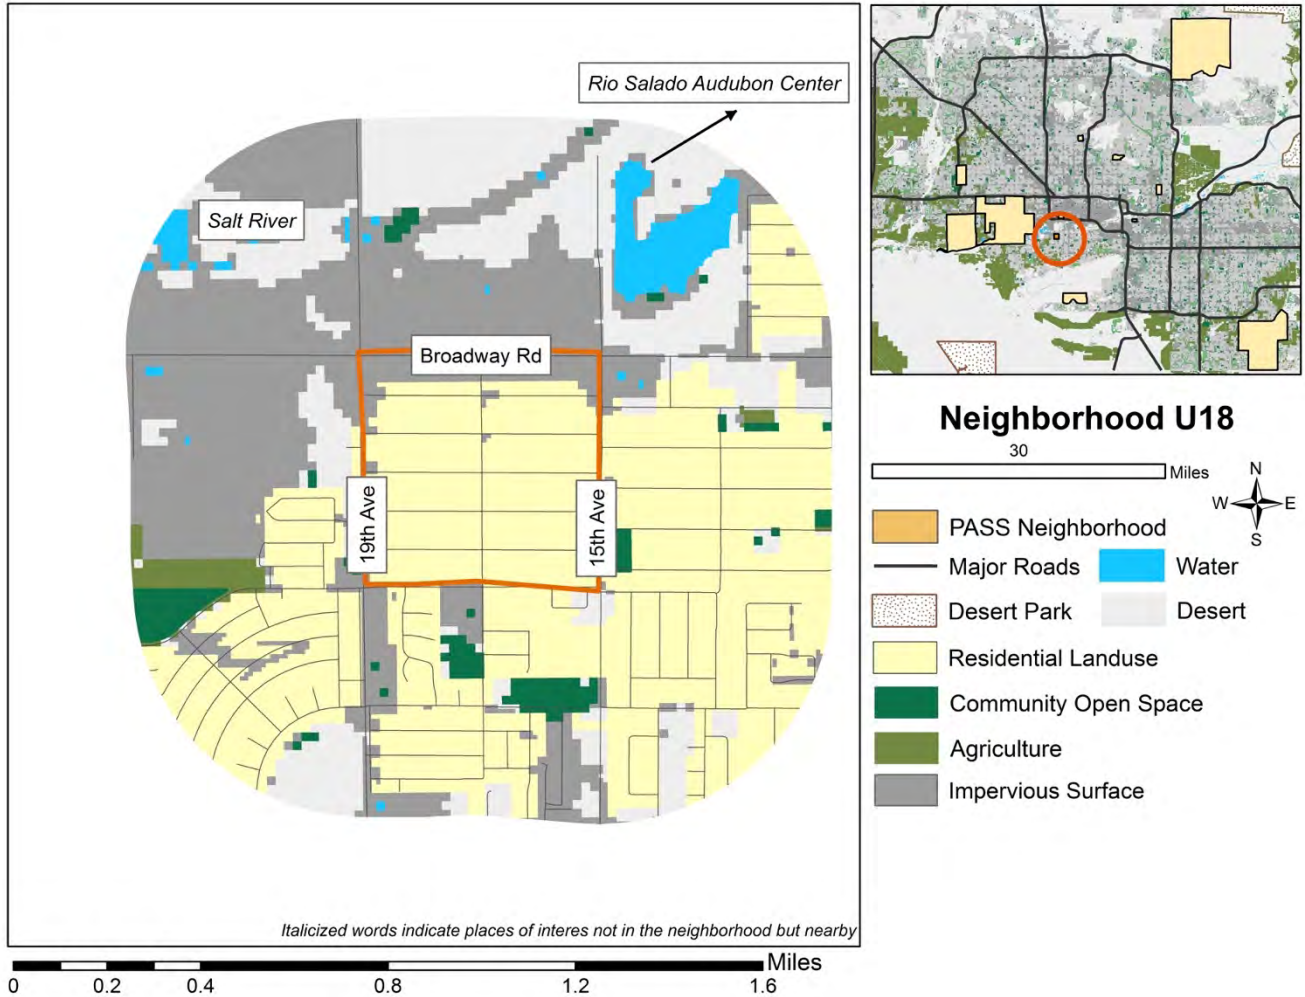 Rio Salado Audubon Center
Salt River
Broadway Rd
19th Ave
15th Ave
Italicized words indicate places of interes not in the neighborhood but nearby
Miles
0 0.2 0.4 0.8 1.2 1.6
Neighborhood U18
30
Miles
N
W E
S
PASS Neighborhood
Major Roads Water
Desert Park Desert
Residential Landuse
Community Open Space
Agriculture
Impervious Surface